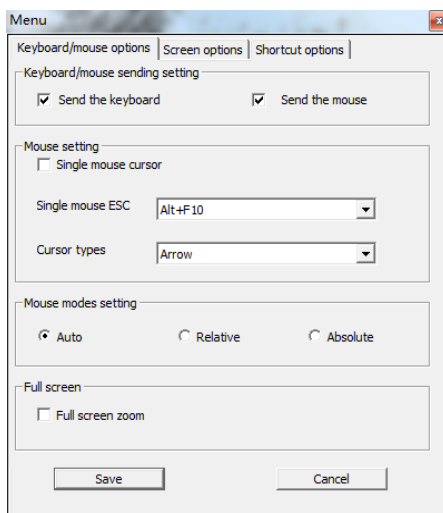 Menu
Keyboard/mouse options Screen options Shortcut options
Keyboard/mouse sending setting
Send the keyboard Send the mouse
Mouse setting
Single mouse cursor
Single mouse ESC Alt+F10
Cursor types Arrow
Mouse modes setting
Auto Relative Absolute
Full screen
Full screen zoom
Save Cancel